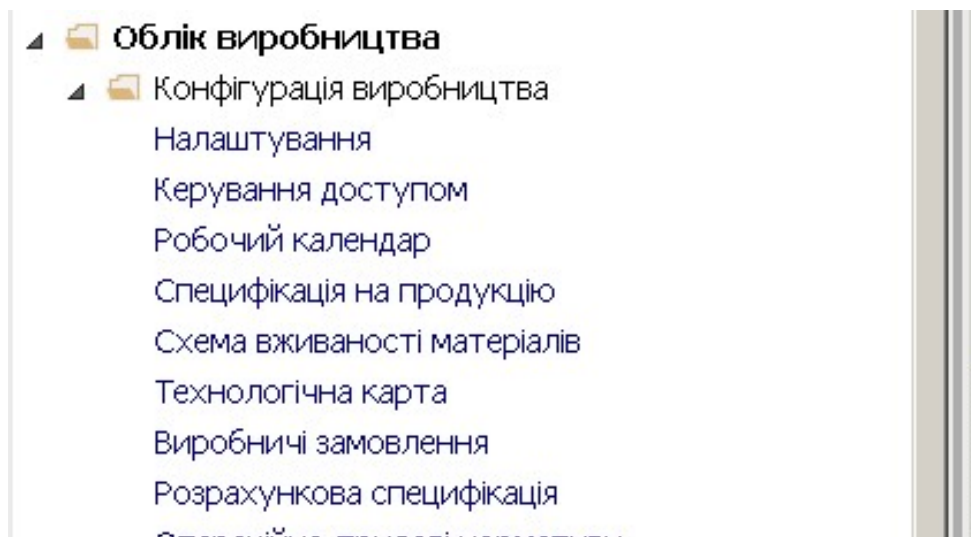 Облік виробництва
Конфігурація виробництва
Налаштування
Керування доступом
Робочий календар
Специфікація на продукцію
Схема вживаності матеріалів
Технологічна карта
Виробничі замовлення
Розрахункова специфікація